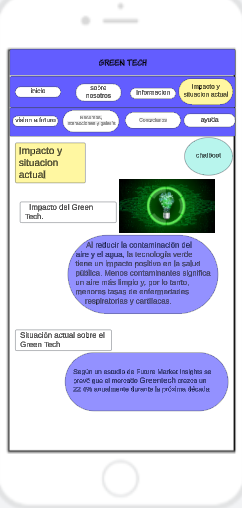 GREEN TECH
inicio
sobre
nosotros
informacion
Impacto y
situacion actual
vision a futuro
ayuda
Impacto y
situacion
actual
chatboot
Impacto del Green
Tech.
Al reducir la contaminación del
aire y el agua, la tecnología verde
tiene un impacto positivo en la salud
pública. Menos contaminantes significa
un aire más limpio y, por lo tanto,
menores tasas de enfermedades
respiratorias y cardíacas.
Situación actual sobre el
Green Tech
Según un estudio de Future Market Insights se
prevé que el mercado Greentech crezca un
22.6% anualmente durante la próxima década